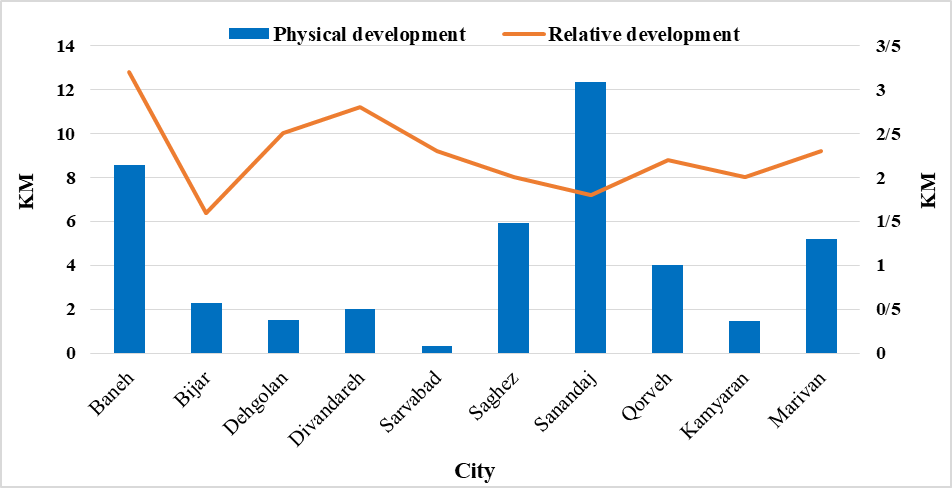 Physical development Relative development
14 3/5
12 3
10 2/5
8 2
6 1/5
4 1
2 0/5
0 0
KM KM
Baneh Bijar Dehgolan Divandareh Sarvabad Saghez Sanandaj Qorveh Kamyaran Marivan
City